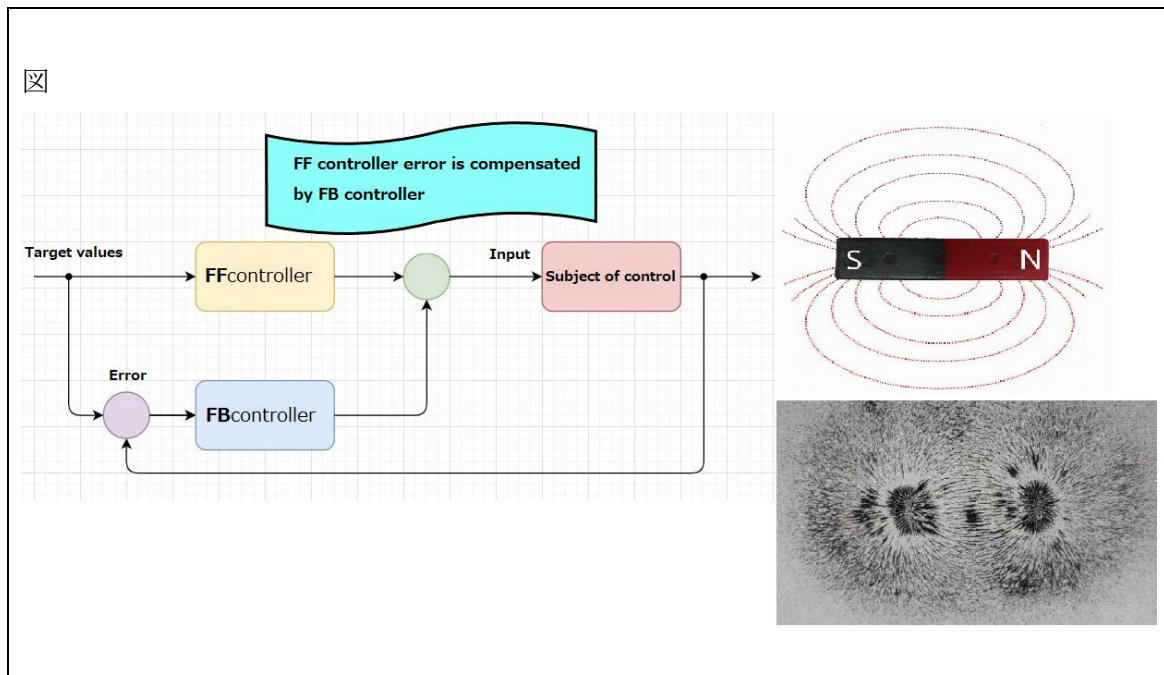 図
FF controller error is compensated
by FB controller
Target values
FFcontroller
Input
Subject of control
Error
FBcontroller
S
N